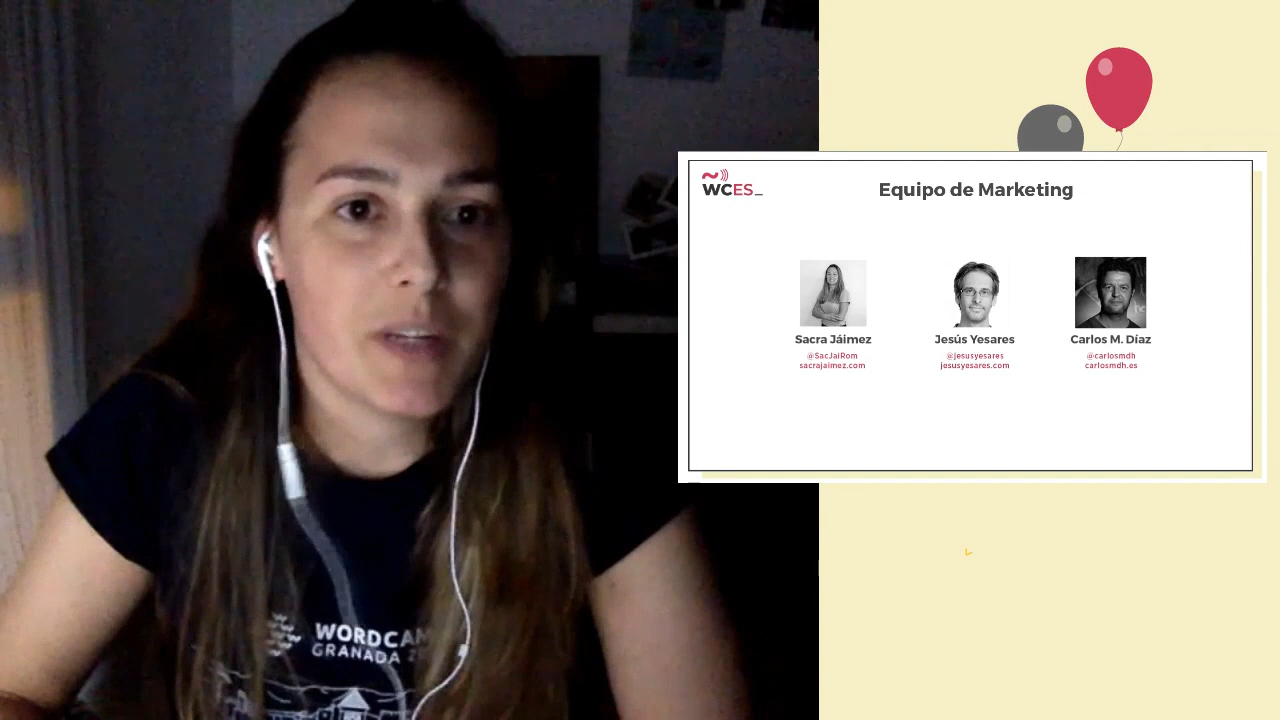 WCES_
Equipo de Marketing
Sacra Jáimez
@SacJaiRom
sacrajaimez.com
Jesús Yesares
@jesusyesares
jesusyesares.com
Carlos M. Díaz
@carlosmdh
carlosmdh.es
WORDCAM
GRANADA